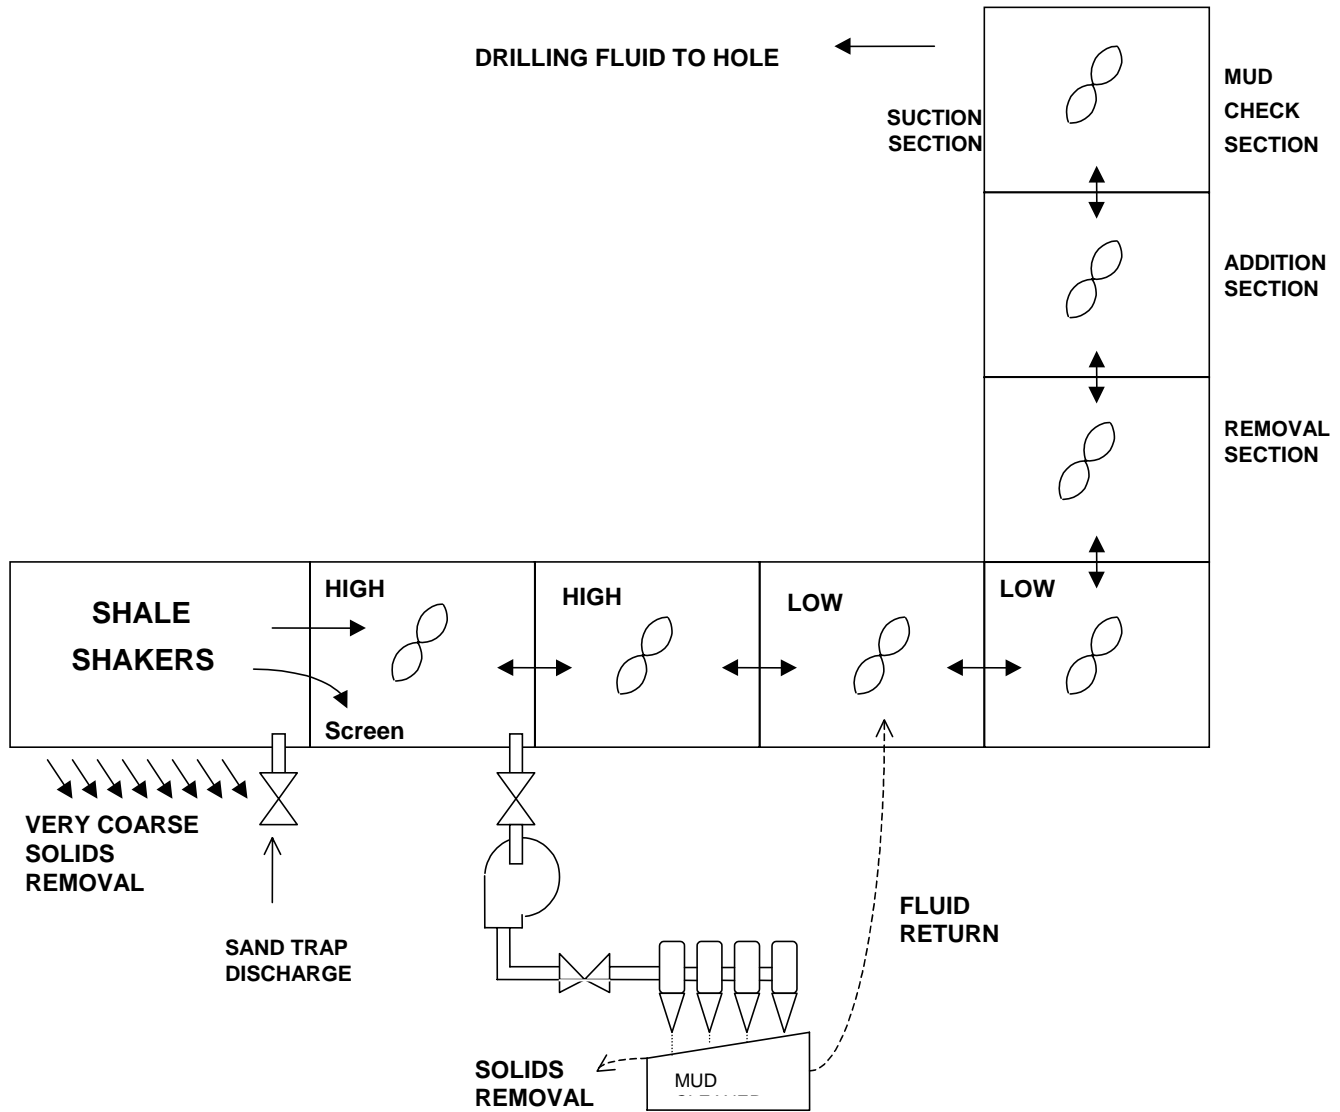 DRILLING FLUID TO HOLE
SUCTION
SECTION
MUD
CHECK
SECTION
ADDITION
SECTION
REMOVAL
SECTION
SHALE
SHAKERS
HIGH
Screen
HIGH
LOW
LOW
VERY COARSE
SOLIDS
REMOVAL
SAND TRAP
DISCHARGE
FLUID
RETURN
SOLIDS
REMOVAL
MUD